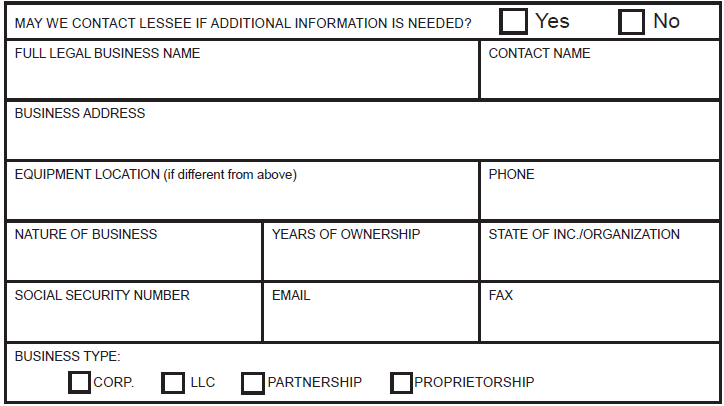 MAY WE CONTACT LESSEE IF ADDITIONAL INFORMATION IS NEEDED? Yes No
FULL LEGAL BUSINESS NAME CONTACT NAME
BUSINESS ADDRESS
EQUIPMENT LOCATION (if different from above) PHONE
NATURE OF BUSINESS YEARS OF OWNERSHIP STATE OF INC./ORGANIZATION
SOCIAL SECURITY NUMBER EMAIL FAX
BUSINESS TYPE:
CORP. LLC PARTNERSHIP PROPRIETORSHIP